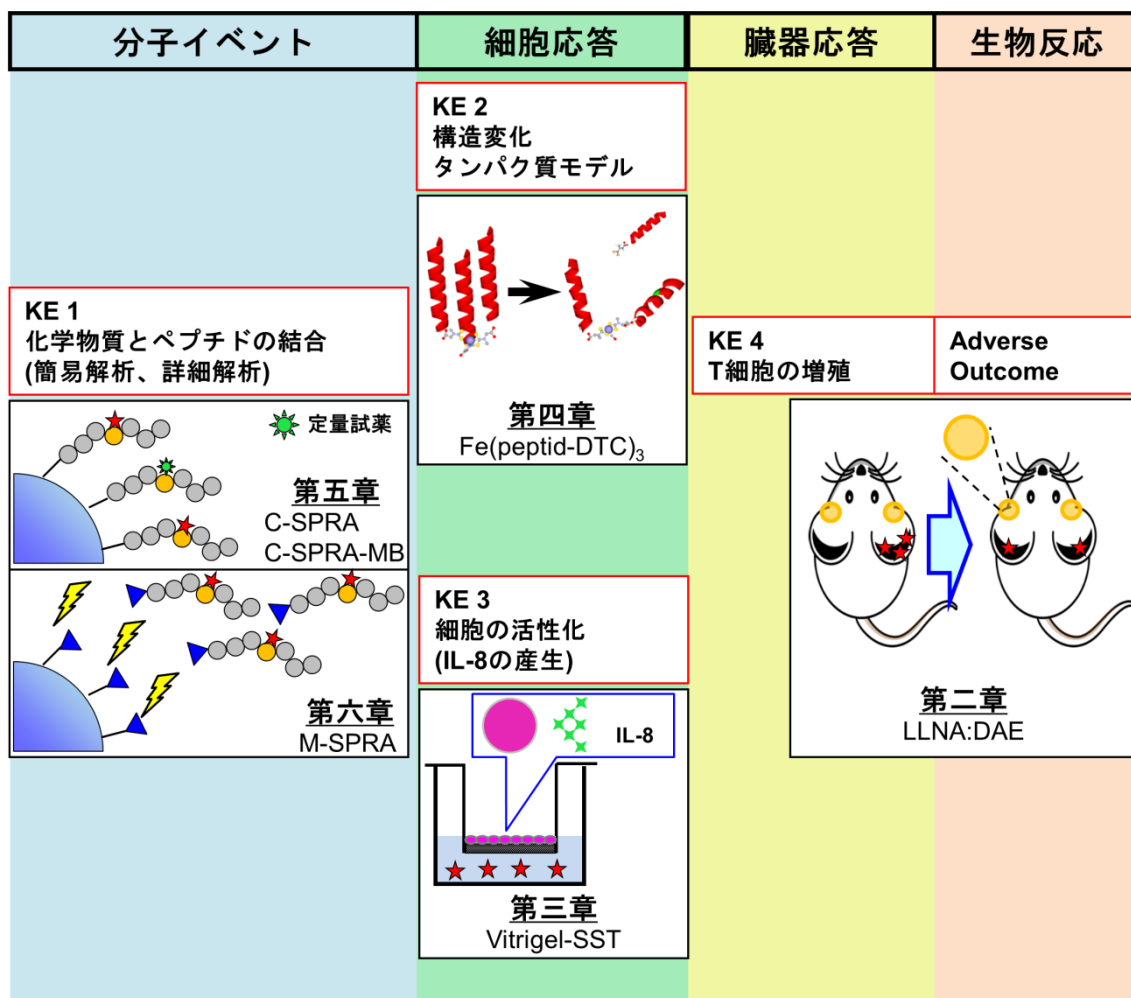 分子イベント
細胞応答
臓器応答
生物反応
KE 1
化学物質とペプチドの結合
(簡易解析、詳細解析)
定量試薬
第五章
C-SPRA
C-SPRA-MB
第六章
M-SPRA
KE 2
構造変化
タンパク質モデル
第四章
Fe(peptid-DTC)₃
KE 3
細胞の活性化
(IL-8の産生)
IL-8
第三章
Vitrigel-SST
KE 4
T細胞の増殖
Adverse
Outcome
第二章
LLNA:DAE